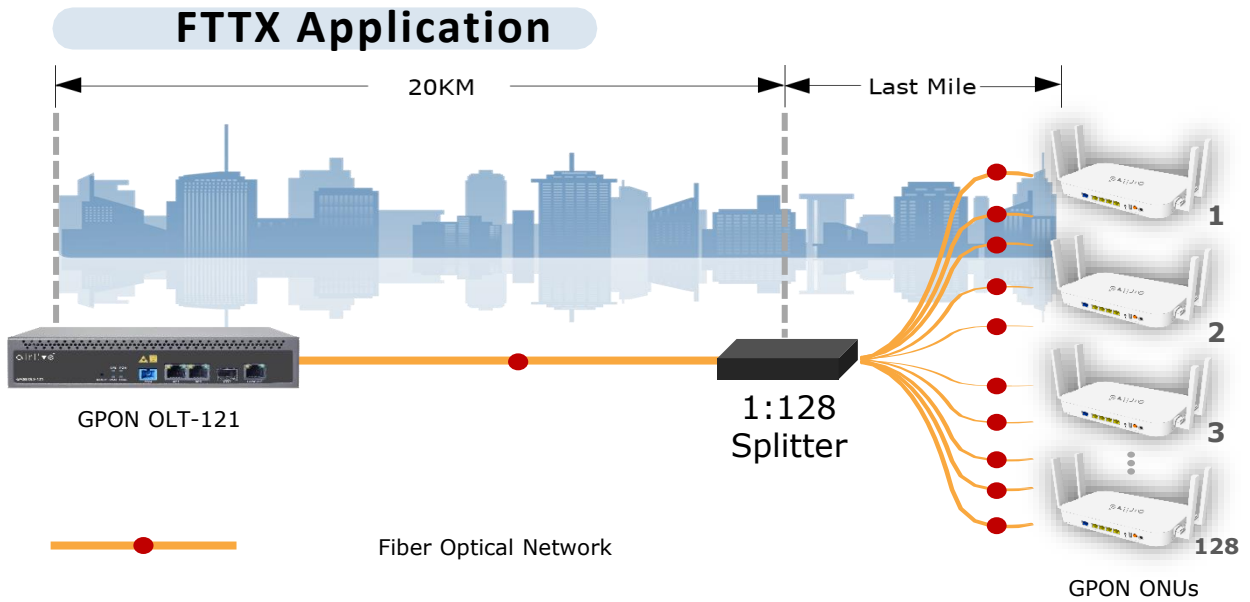 FTTX Application
20KM
Last Mile
1
2
3
128
GPON OLT-121
1:128
Splitter
Fiber Optical Network
GPON ONUs